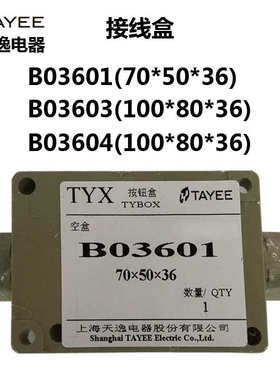 TAYEE
逸电器
接线盒
B03601(70*50*36)
B03603(100*80*36)
B03604(100*80*36)
TYX 按钮盒 TYBOX TAYEE
空盒
B03601
70×50×36
数量/ QTY
1
上海天逸电器股份有限公司
Shanghai TAYEE Electric Co., Ltd.